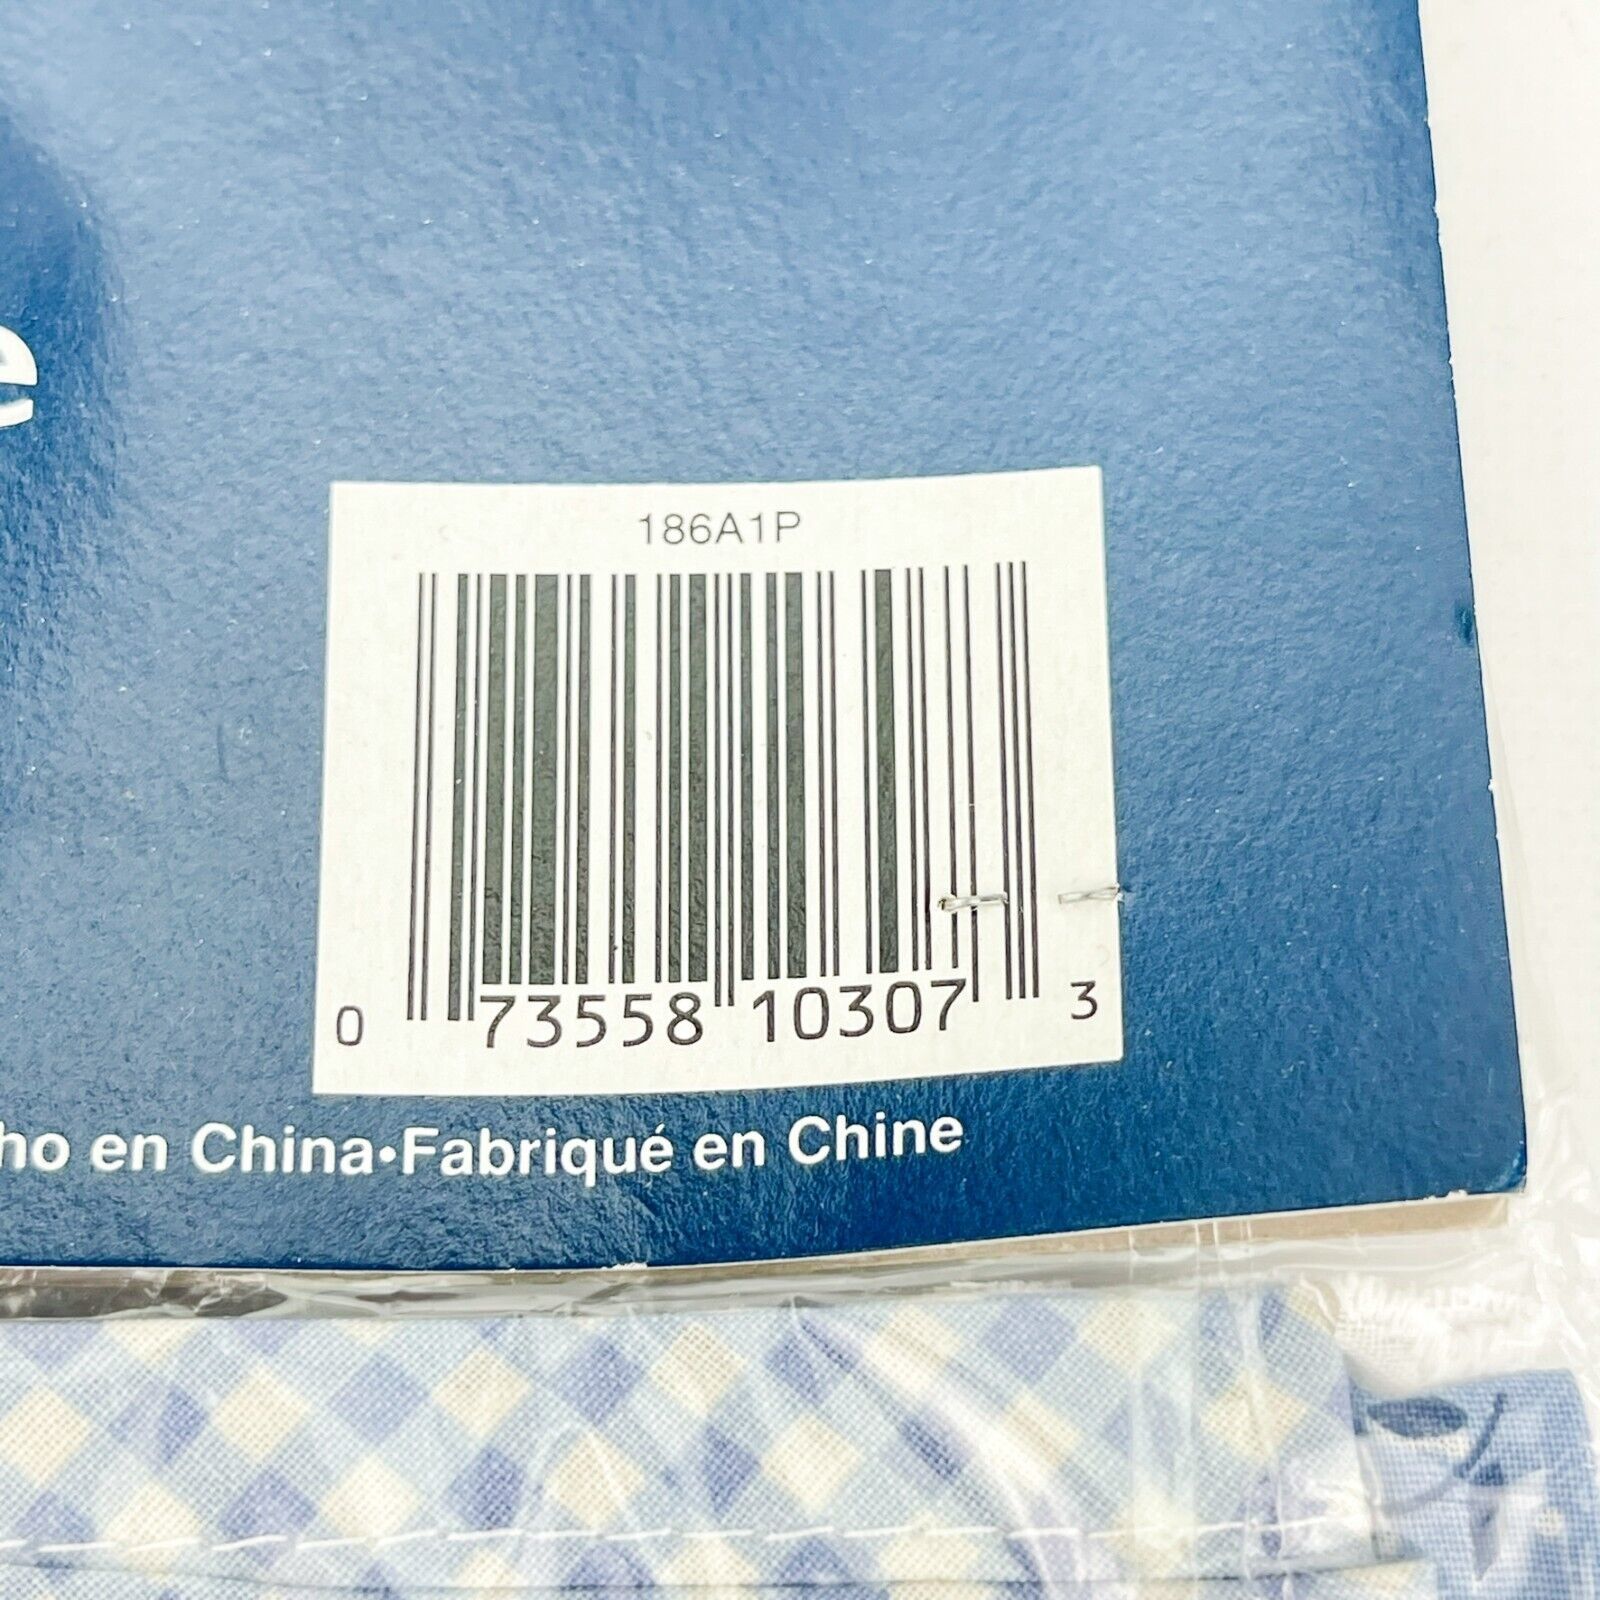 e
186A1P
0 73558 10307 3
ho en China•Fabriqué en Chine